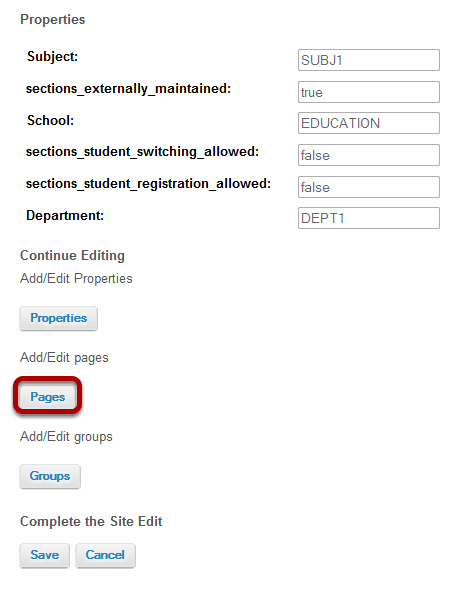 Properties
Subject: SUBJ1
sections_externally_maintained: true
School: EDUCATION
sections_student_switching_allowed: false
sections_student_registration_allowed: false
Department: DEPT1
Continue Editing
Add/Edit Properties
Properties
Add/Edit pages
Pages
Add/Edit groups
Groups
Complete the Site Edit
Save Cancel